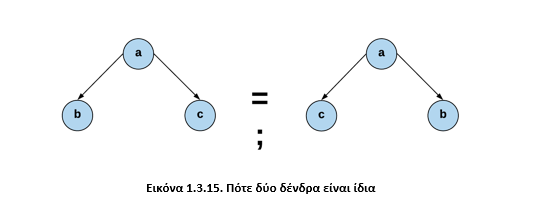 a a
b c = c b
;
Εικόνα 1.3.15. Πότε δύο δένδρα είναι ίδια